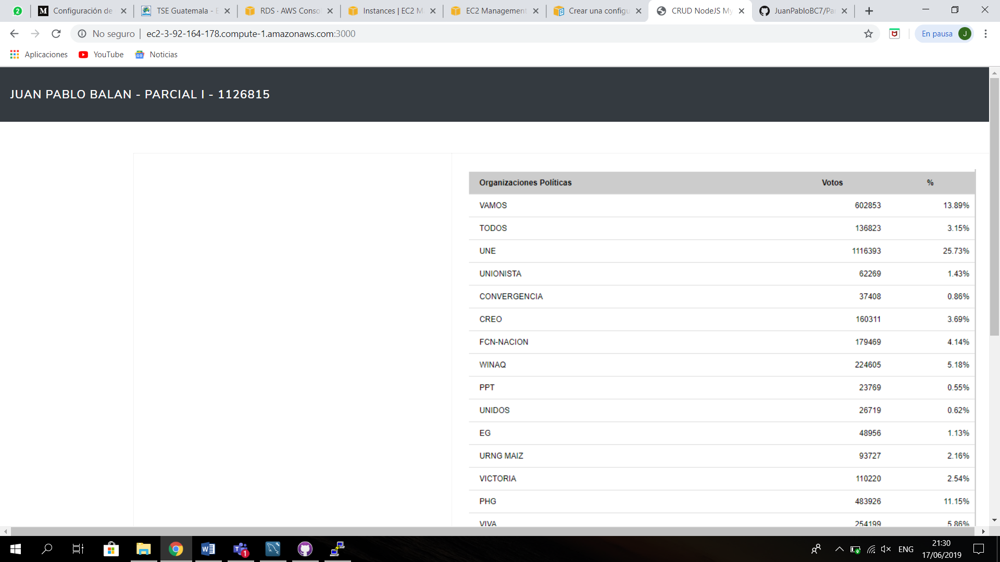 2
M Configuración de
TSE Guatemala - E
RDS · AWS Conso
Instances | EC2 M
EC2 Management
Crear una configu
CRUD NodeJS My
JuanPabloBC7/Par
No seguro | ec2-3-92-164-178.compute-1.amazonaws.com:3000
En pausa J
Aplicaciones YouTube Noticias
JUAN PABLO BALAN - PARCIAL I - 1126815
Organizaciones Políticas Votos %
VAMOS 602853 13.89%
TODOS 136823 3.15%
UNE 1116393 25.73%
UNIONISTA 62269 1.43%
CONVERGENCIA 37408 0.86%
CREO 160311 3.69%
FCN-NACION 179469 4.14%
WINAQ 224605 5.18%
PPT 23769 0.55%
UNIDOS 26719 0.62%
EG 48956 1.13%
URNG MAIZ 93727 2.16%
VICTORIA 110220 2.54%
PHG 483926 11.15%
VIVA 254199 5.86%
1
ENG
21:30
17/06/2019